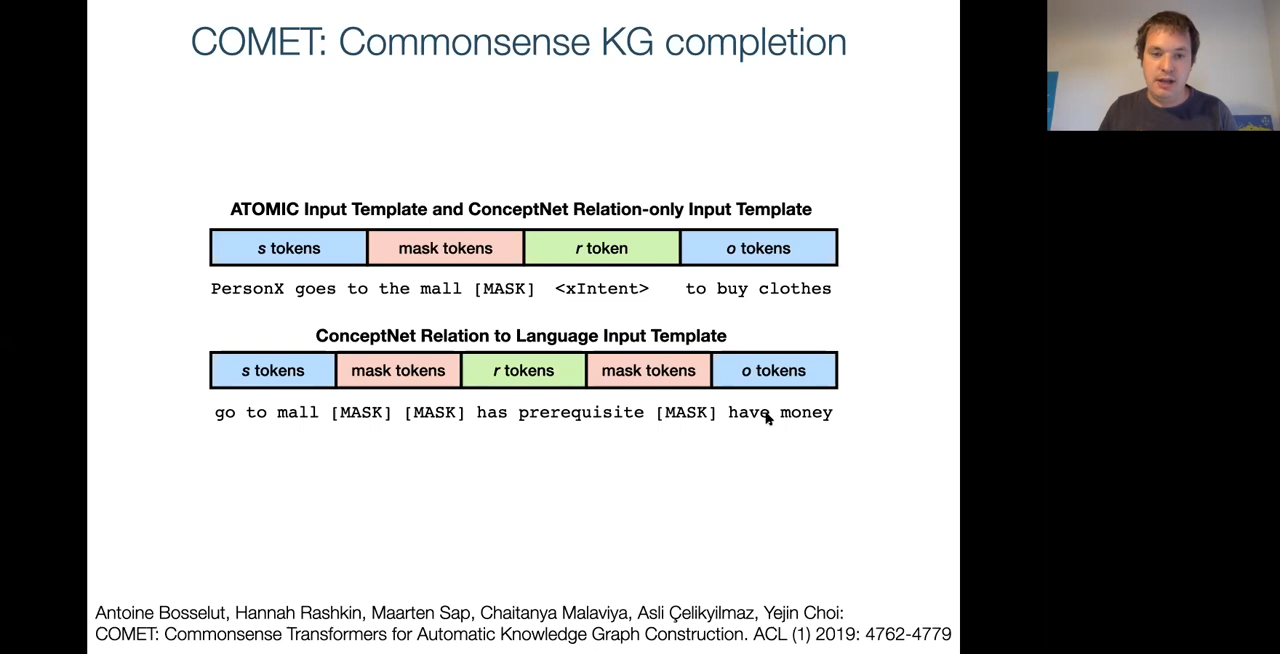 COMET: Commonsense KG completion
ATOMIC Input Template and ConceptNet Relation-only Input Template
s tokens mask tokens r token o tokens
PersonX goes to the mall [MASK] <xIntent> to buy clothes
ConceptNet Relation to Language Input Template
s tokens mask tokens r tokens mask tokens o tokens
go to mall [MASK] [MASK] has prerequisite [MASK] have money
Antoine Bosselut, Hannah Rashkin, Maarten Sap, Chaitanya Malaviya, Asli Çelikyilmaz, Yejin Choi:
COMET: Commonsense Transformers for Automatic Knowledge Graph Construction. ACL (1) 2019: 4762-4779